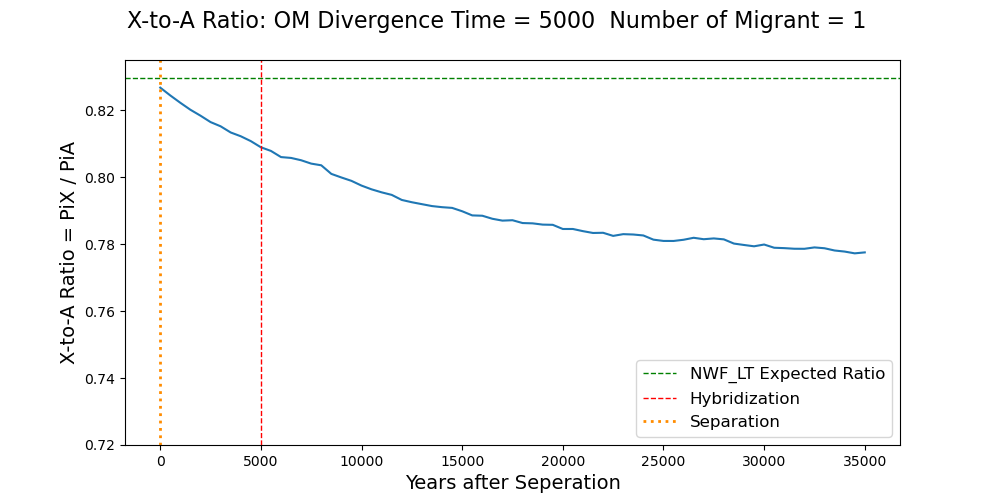 X-to-A Ratio: OM Divergence Time = 5000  Number of Migrant = 1
X-to-A Ratio = PiX / PiA
0.82
0.80
0.78
0.76
0.74
0.72
NWF_LT Expected Ratio
Hybridization
Separation
0 5000 10000 15000 20000 25000 30000 35000
Years after Seperation